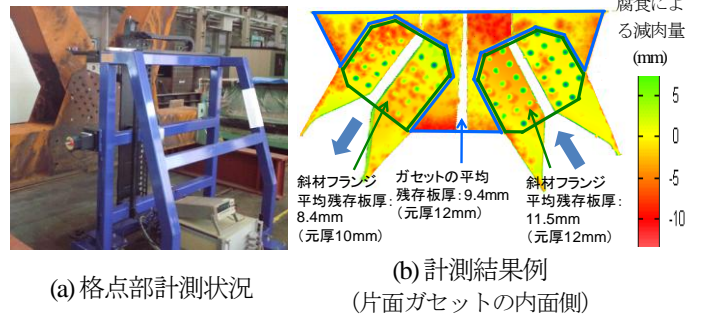 腐食によ
る減肉量
(mm)
5
0
-5
-10
斜材フランジ
平均残存板厚:
8.4mm
(元厚10mm)
ガセットの平均
残存板厚:9.4mm
(元厚12mm)
斜材フランジ
平均残存板厚:
11.5mm
(元厚12mm)
(a) 格点部計測状況
(b) 計測結果例
(片面ガセットの内面側)